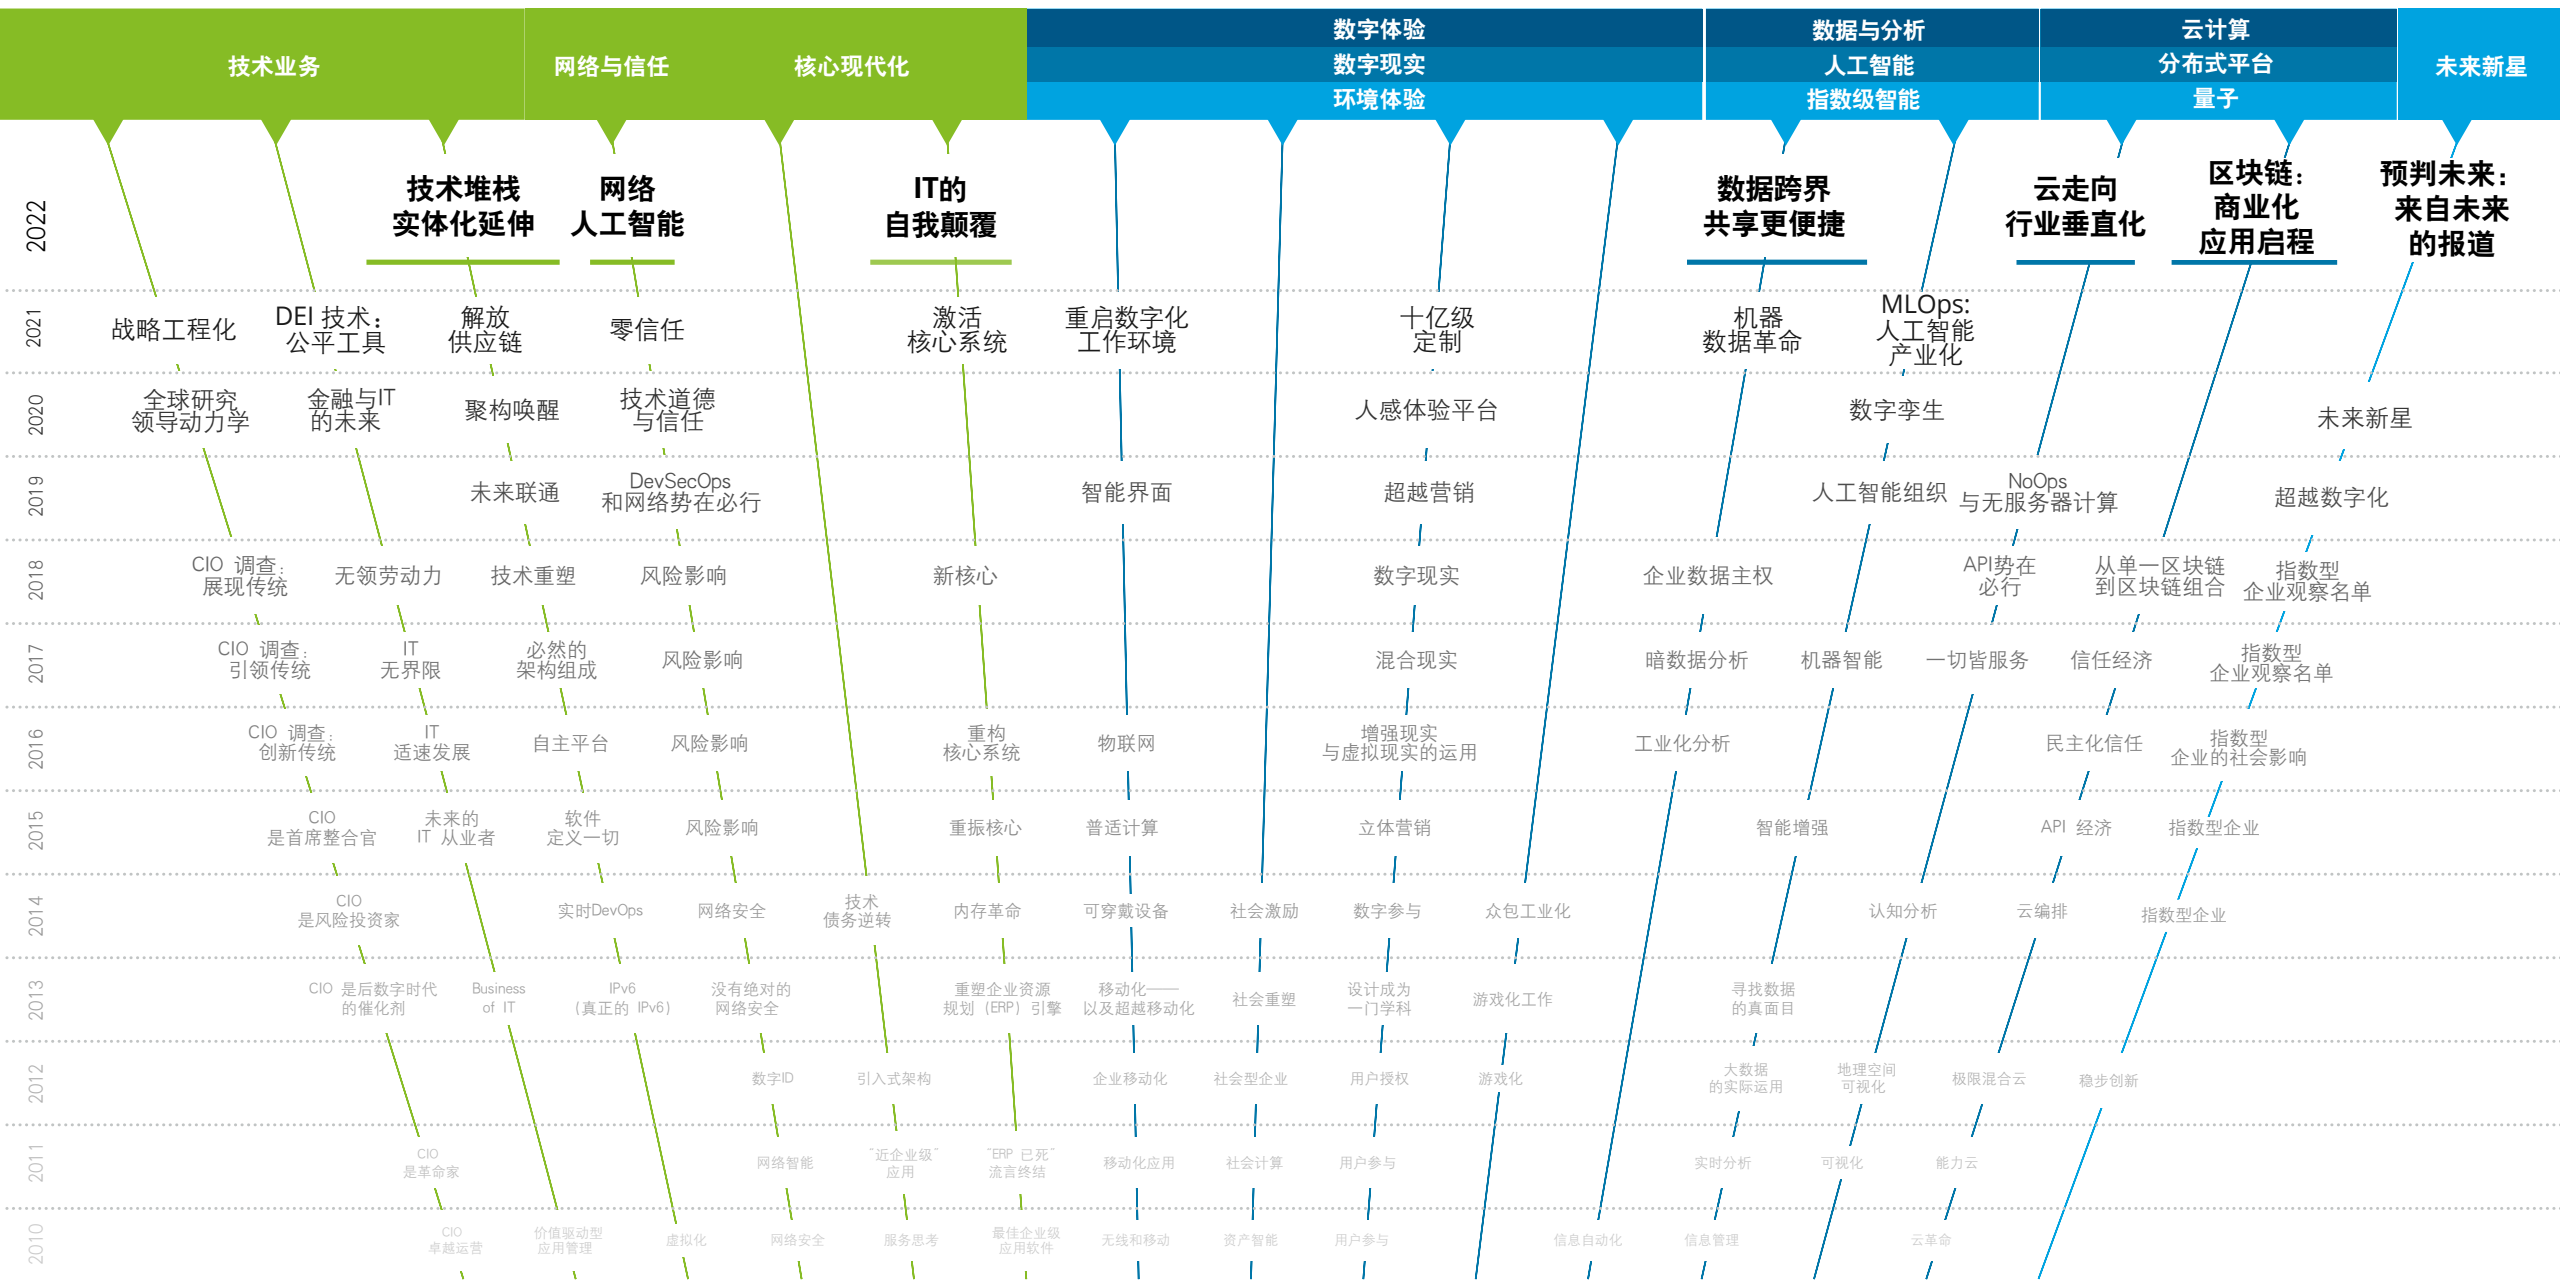 技术业务
网络与信任
核心现代化
数字体验
数字现实
环境体验
数据与分析
人工智能
指数级智能
云计算
分布式平台
量子
未来新星
2022
技术堆栈
实体化延伸
网络
人工智能
IT的
自我颠覆
数据跨界
共享更便捷
云走向
行业垂直化
区块链：
商业化
应用启程
预判未来：
来自未来
的报道
2021
战略工程化
DEI 技术：
公平工具
解放
供应链
零信任
激活
核心系统
重启数字化
工作环境
十亿级
定制
机器
数据革命
MLOps:
人工智能
产业化
2020
全球研究
领导动力学
金融与IT
的未来
聚构唤醒
技术道德
与信任
人感体验平台
数字孪生
未来新星
2019
未来联通
DevSecOps
和网络势在必行
智能界面
超越营销
人工智能组织
NoOps
与无服务器计算
超越数字化
2018
CIO 调查：
展现传统
无领劳动力
技术重塑
风险影响
新核心
数字现实
企业数据主权
API势在
必行
从单一区块链
到区块链组合
指数型
企业观察名单
2017
CIO 调查：
引领传统
IT
无界限
必然的
架构组成
风险影响
混合现实
暗数据分析
机器智能
一切皆服务
信任经济
指数型
企业观察名单
2016
CIO 调查：
创新传统
IT
适速发展
自主平台
风险影响
重构
核心系统
物联网
增强现实
与虚拟现实的运用
工业化分析
民主化信任
指数型
企业的社会影响
2015
CIO
是首席整合官
未来的
IT 从业者
软件
定义一切
风险影响
重振核心
普适计算
立体营销
智能增强
API 经济
指数型企业
2014
CIO
是风险投资家
实时DevOps
网络安全
技术
债务逆转
内存革命
可穿戴设备
社会激励
数字参与
众包工业化
认知分析
云编排
指数型企业
2013
CIO 是后数字时代
的催化剂
Business
of IT
IPv6
（真正的 IPv6）
没有绝对的
网络安全
重塑企业资源
规划（ERP）引擎
移动化——
以及超越移动化
社会重塑
设计成为
一门学科
游戏化工作
寻找数据
的真面目
2012
数字ID
引入式架构
企业移动化
社会型企业
用户授权
游戏化
大数据
的实际运用
地理空间
可视化
极限混合云
稳步创新
2011
CIO
是革命家
网络智能
“近企业级”
应用
“ERP 已死”
流言终结
移动化应用
社会计算
用户参与
实时分析
可视化
能力云
2010
CIO
卓越运营
价值驱动型
应用管理
虚拟化
网络安全
服务思考
最佳企业级
应用软件
无线和移动
资产智能
用户参与
信息自动化
信息管理
云革命